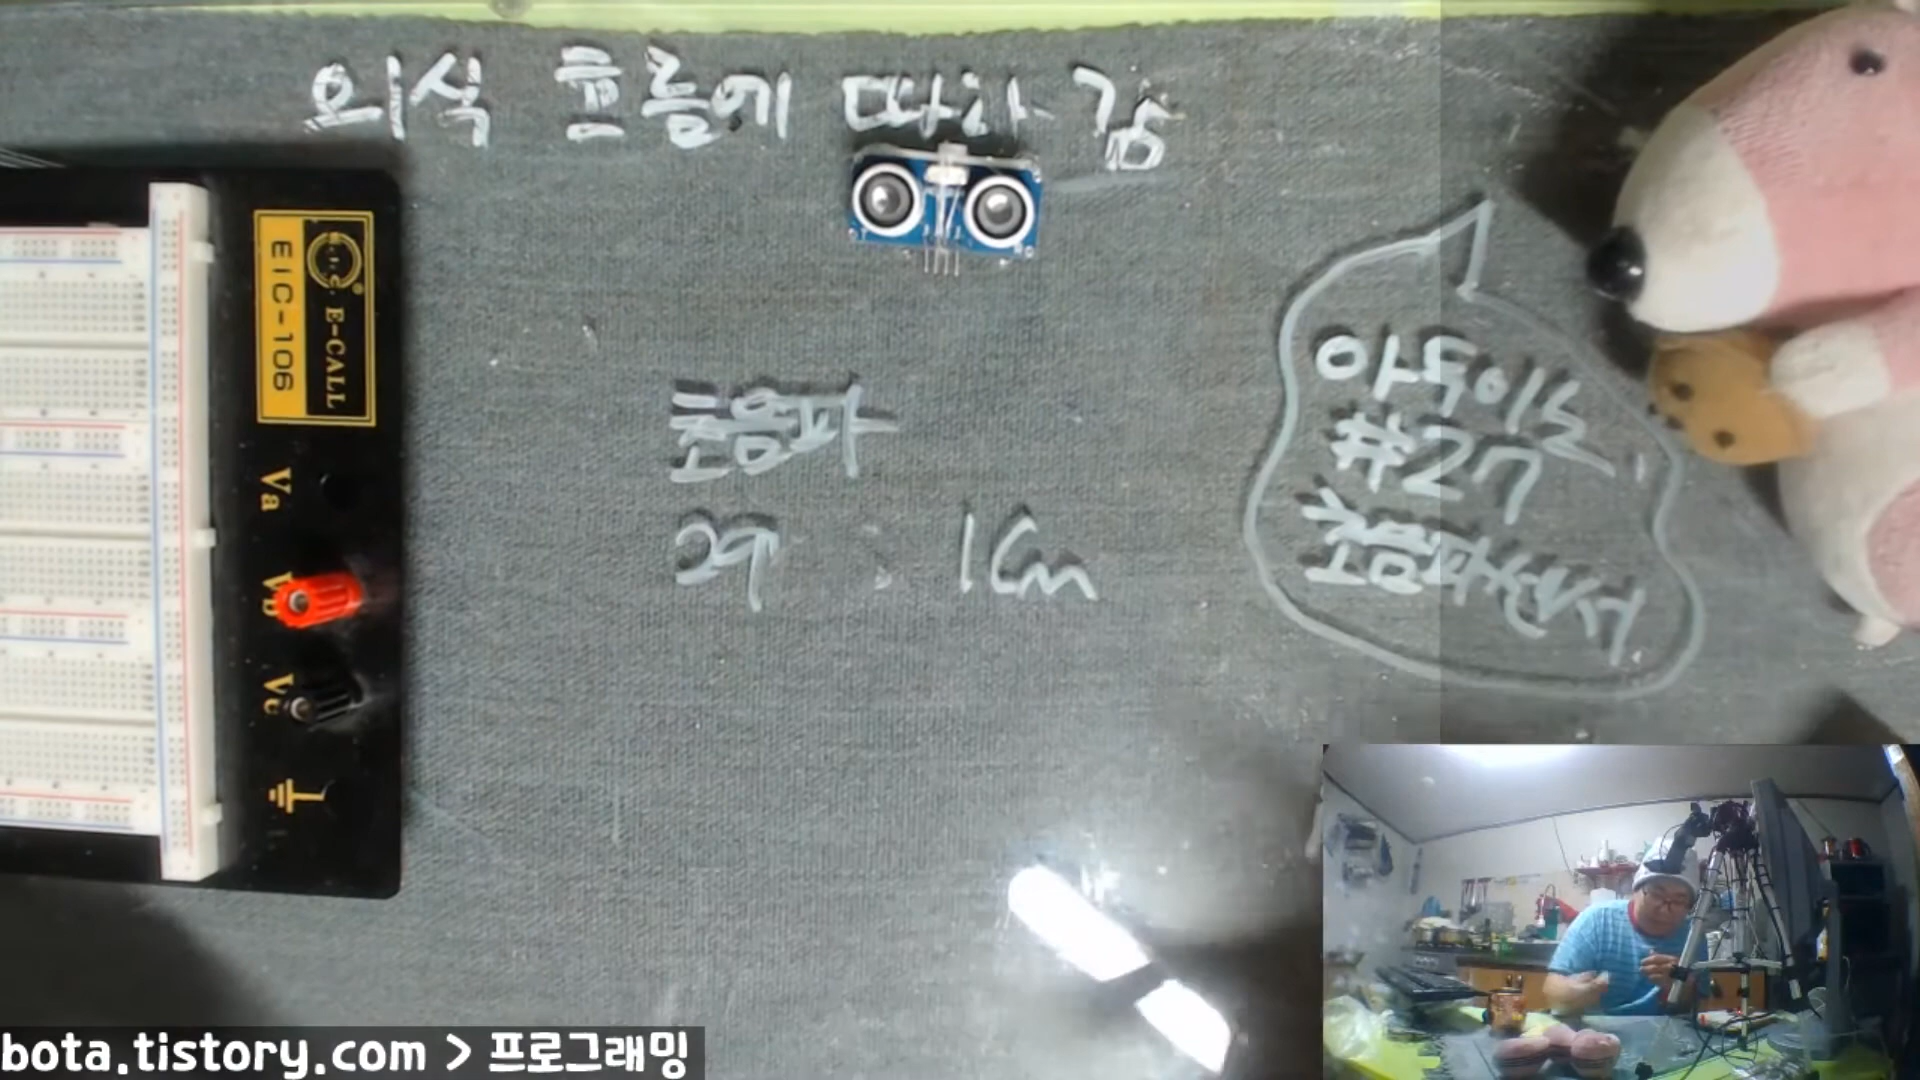 의식 흐름에 따라 감
E-CALL
EIC-106
Va
Vb
Vc
초음파
29 : 1Cm
아두이노
#27
초음파센서
bota.tistory.com > 프로그래밍